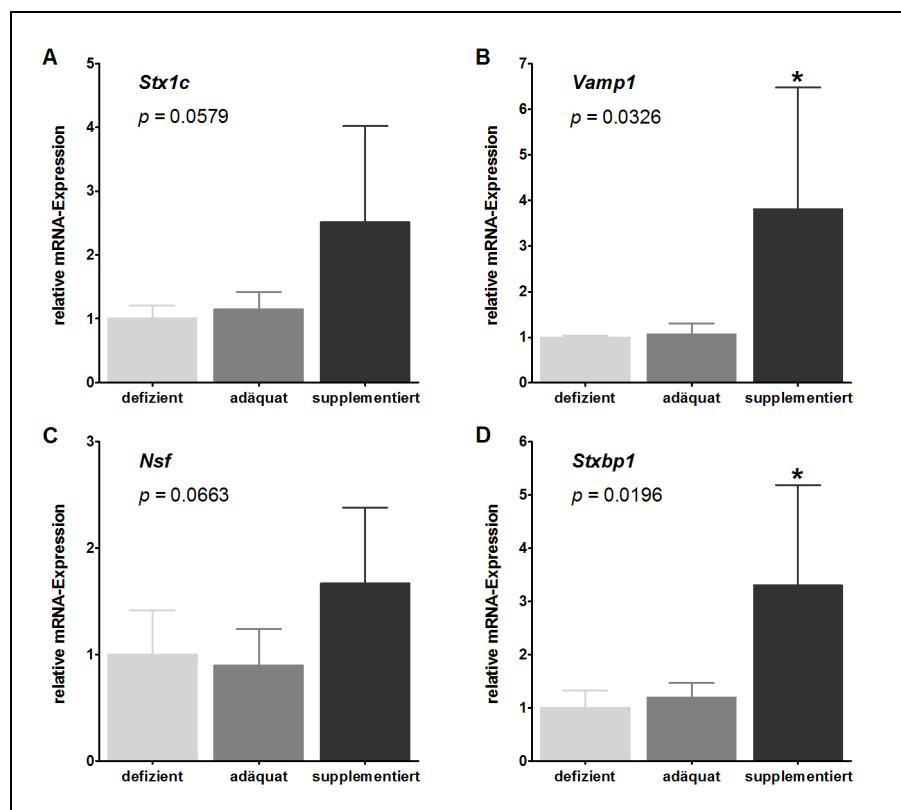 A
Stx1c
p = 0.0579
relative mRNA-Expression
5
4
3
2
1
0
defizient adäquat supplementiert
B
Vamp1
p = 0.0326
*
relative mRNA-Expression
7
6
5
4
3
2
1
0
defizient adäquat supplementiert
C
Nsf
p = 0.0663
relative mRNA-Expression
3
2
1
0
defizient adäquat supplementiert
D
Stxbp1
p = 0.0196
*
relative mRNA-Expression
6
5
4
3
2
1
0
defizient adäquat supplementiert